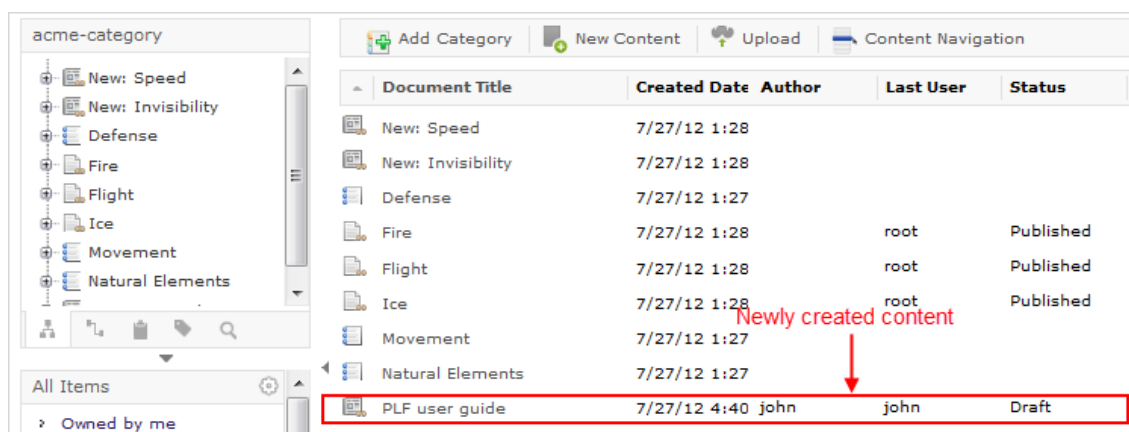 acme-category
New: Speed
New: Invisibility
Defense
Fire
Flight
Ice
Movement
Natural Elements
All Items
Owned by me
Add Category New Content Upload Content Navigation
Document Title Created Date Author Last User Status
New: Speed 7/27/12 1:28
New: Invisibility 7/27/12 1:28
Defense 7/27/12 1:27
Fire 7/27/12 1:28 root Published
Flight 7/27/12 1:28 root Published
Ice 7/27/12 1:28 root Published
Newly created content
Movement 7/27/12 1:27
Natural Elements 7/27/12 1:27
PLF user guide 7/27/12 4:40 john john Draft